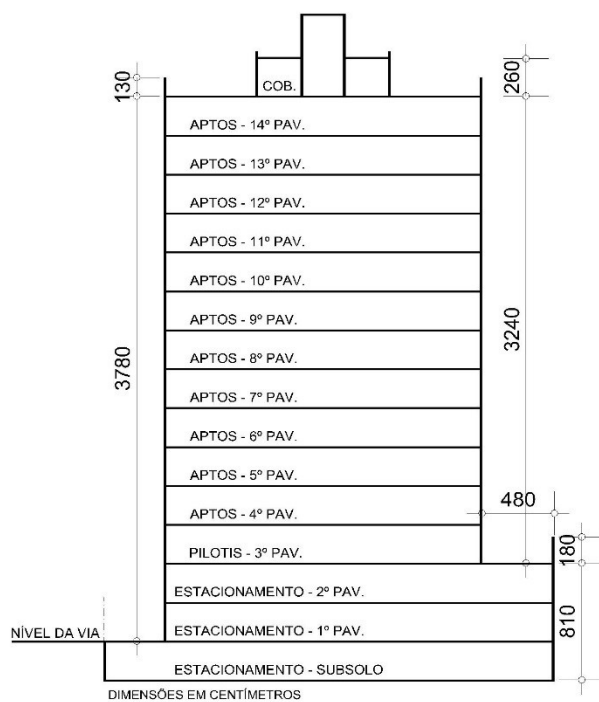 130
COB.
260
APTOS - 14º PAV.
APTOS - 13º PAV.
APTOS - 12º PAV.
APTOS - 11º PAV.
APTOS - 10º PAV.
APTOS - 9º PAV.
APTOS - 8º PAV.
APTOS - 7º PAV.
APTOS - 6º PAV.
APTOS - 5º PAV.
APTOS - 4º PAV.
3780
3240
480
PILOTIS - 3º PAV.
180
ESTACIONAMENTO - 2º PAV.
NÍVEL DA VIA
ESTACIONAMENTO - 1º PAV.
810
ESTACIONAMENTO - SUBSOLO
DIMENSÕES EM CENTÍMETROS